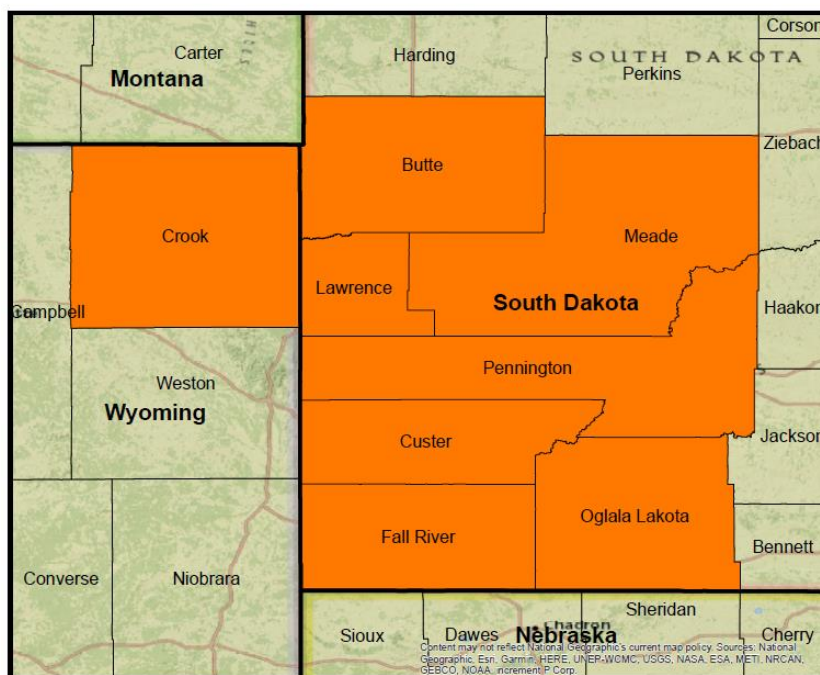 Corson
Carter
Harding
SOUTH DAKOTA
Montana
Perkins
HILLS
Ziebach
Butte
Crook
Meade
Lawrence
South Dakota
Haakon
Campbell
Pennington
Weston
Wyoming
Custer
Jackson
Fall River
Oglala Lakota
Bennett
Converse
Niobrara
Sheridan
Chadron
Sioux
Dawes
Nebraska
Cherry
Content may not reflect National Geographic's current map policy. Sources: National
Geographic, Esri, Garmin, HERE, UNEP-WCMC, USGS, NASA, ESA, METI, NRCAN,
GEBCO, NOAA, increment P Corp.